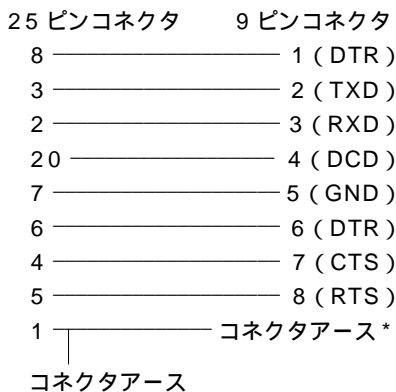 25ピンコネクタ 9ピンコネクタ
8 1(DTR)
3 2(TXD)
2 3(RXD)
20 4(DCD)
7 5(GND)
6 6(DTR)
4 7(CTS)
5 8(RTS)
1 コネクタアース*
コネクタアース